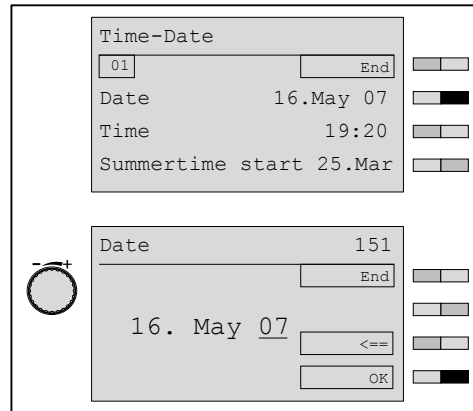 Time-Date
01 End
Date 16.May 07
Time 19:20
Summertime start 25.Mar
Date 151
End
- +
16. May 07
<==
OK